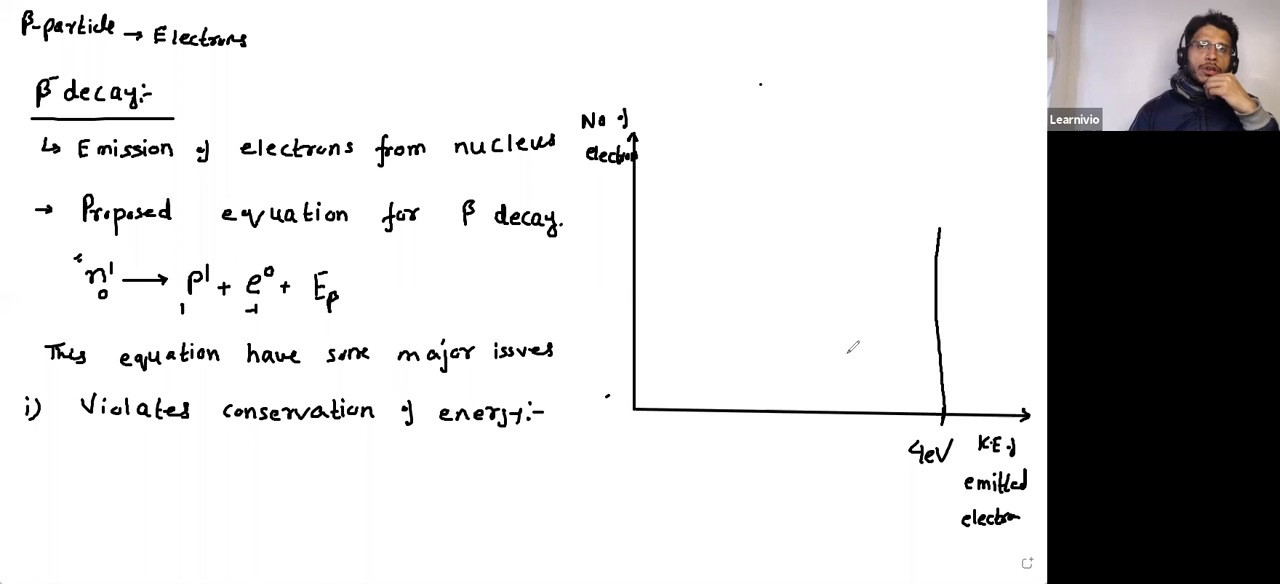 β-particle → Electrons
β⁻ decay:-
↳ Emission of electrons from nucleus
→ Proposed equation for β decay.
₀n¹ → ₁p¹ + ₋₁e⁰ + Eβ
This equation have some major issues
i) Violates conservation of energy:-
No of
electron
4eV
K.E. of
emitted
electron
Learnivio